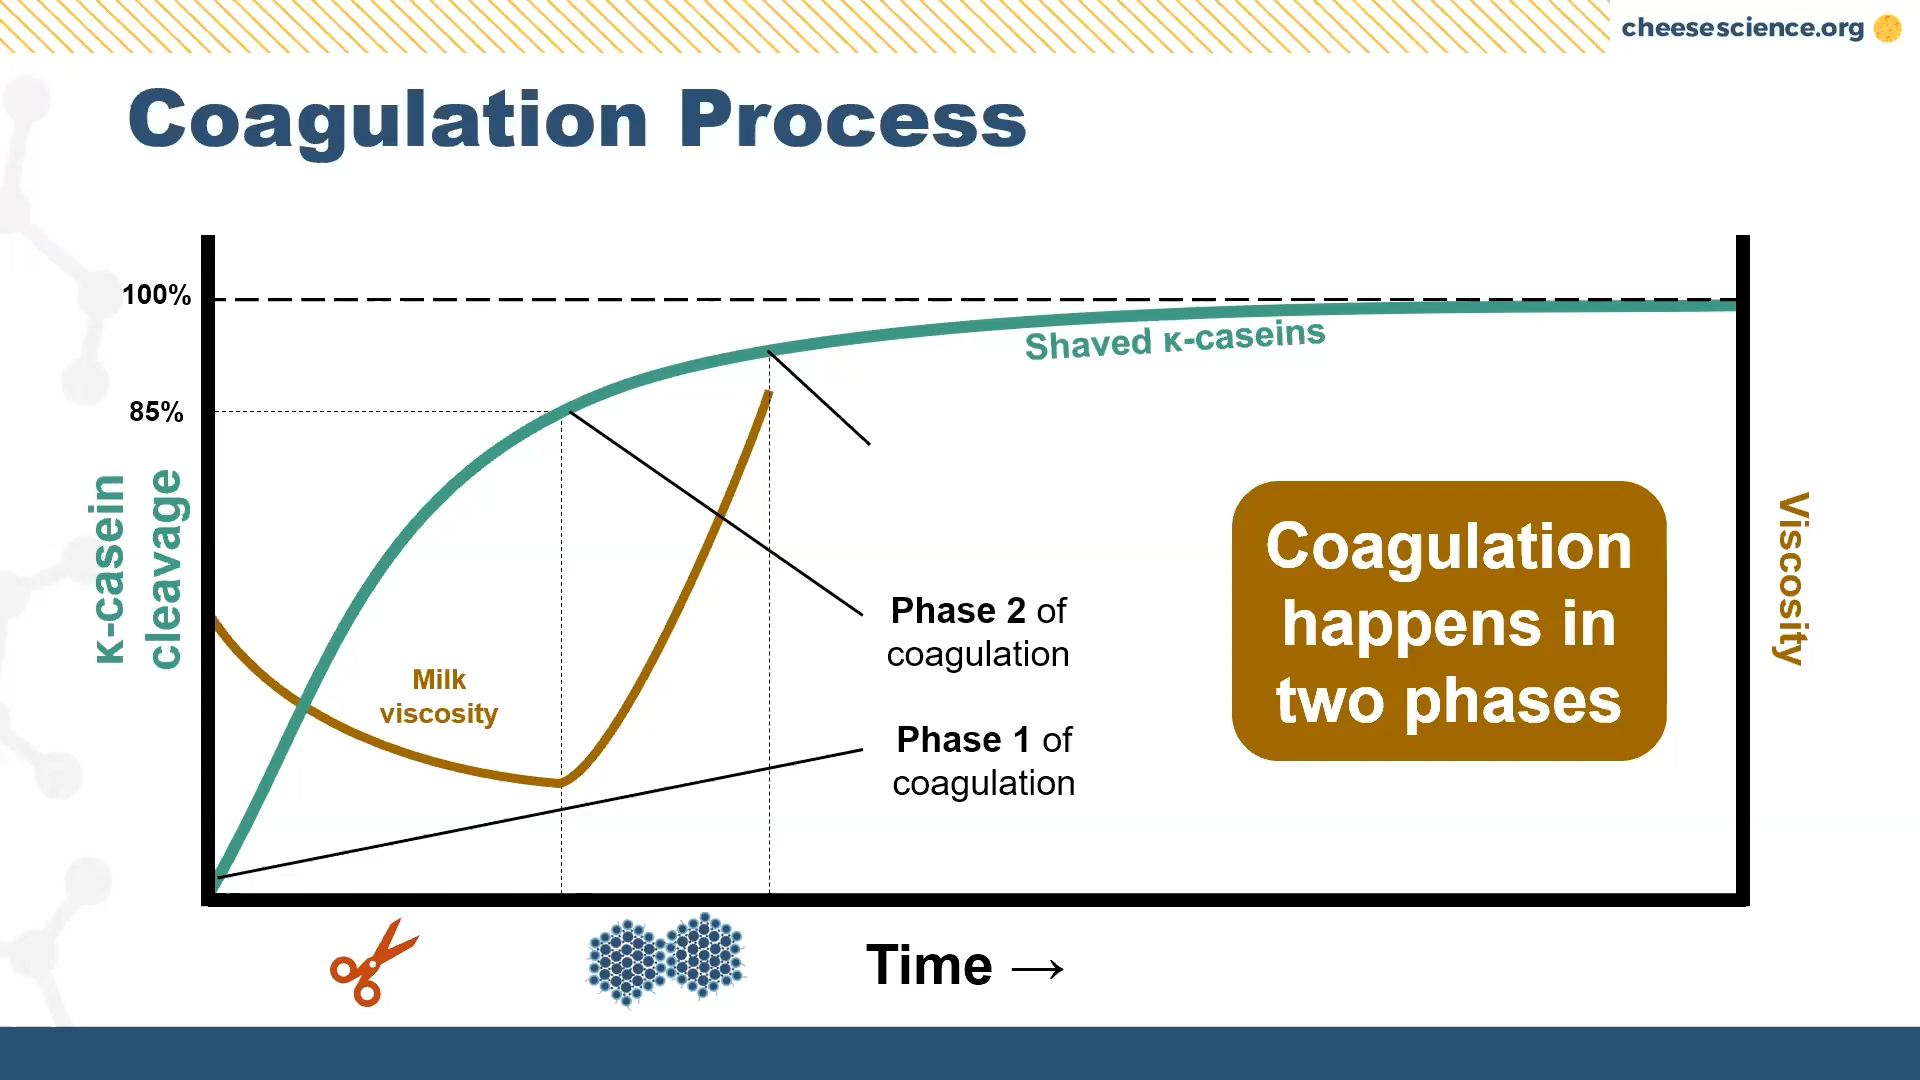 cheesescience.org
Coagulation Process
100%
85%
κ-casein
cleavage
Shaved κ-caseins
Milk
viscosity
Phase 2 of
coagulation
Phase 1 of
coagulation
Coagulation
happens in
two phases
Viscosity
Time →